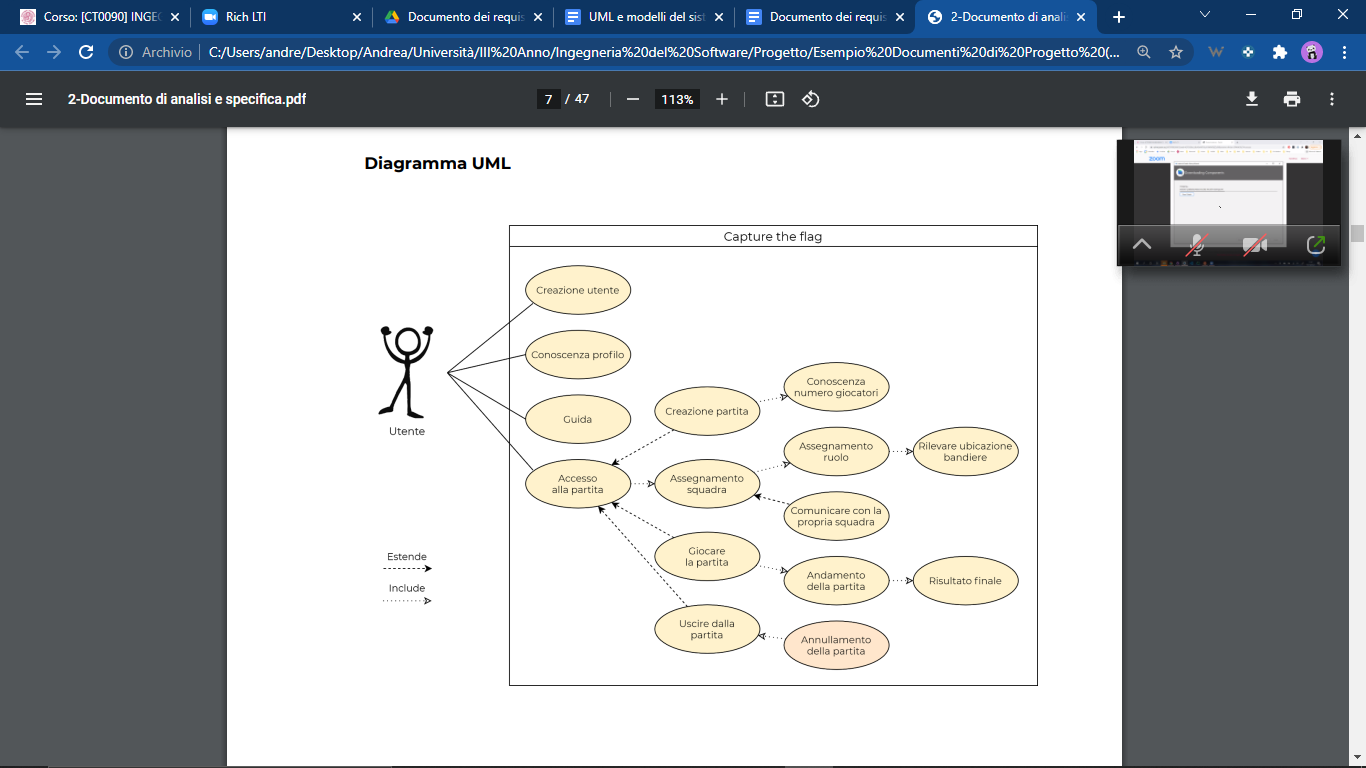 Corso: [CT0090] INGEG
Rich LTI
Documento dei requis
UML e modelli del sist
Documento dei requis
2-Documento di analis
Archivio
C:/Users/andre/Desktop/Andrea/Università/III%20Anno/Ingegneria%20del%20Software/Progetto/Esempio%20Documenti%20di%20Progetto%20(...
2-Documento di analisi e specifica.pdf
7 / 47
113%
Diagramma UML
zoom
Capture the flag
Creazione utente
Conoscenza profilo
Guida
Accesso
alla partita
Utente
Creazione partita
Conoscenza
numero giocatori
Assegnamento
squadra
Assegnamento
ruolo
Rilevare ubicazione
bandiere
Comunicare con la
propria squadra
Giocare
la partita
Andamento
della partita
Risultato finale
Uscire dalla
partita
Annullamento
della partita
Estende
Include